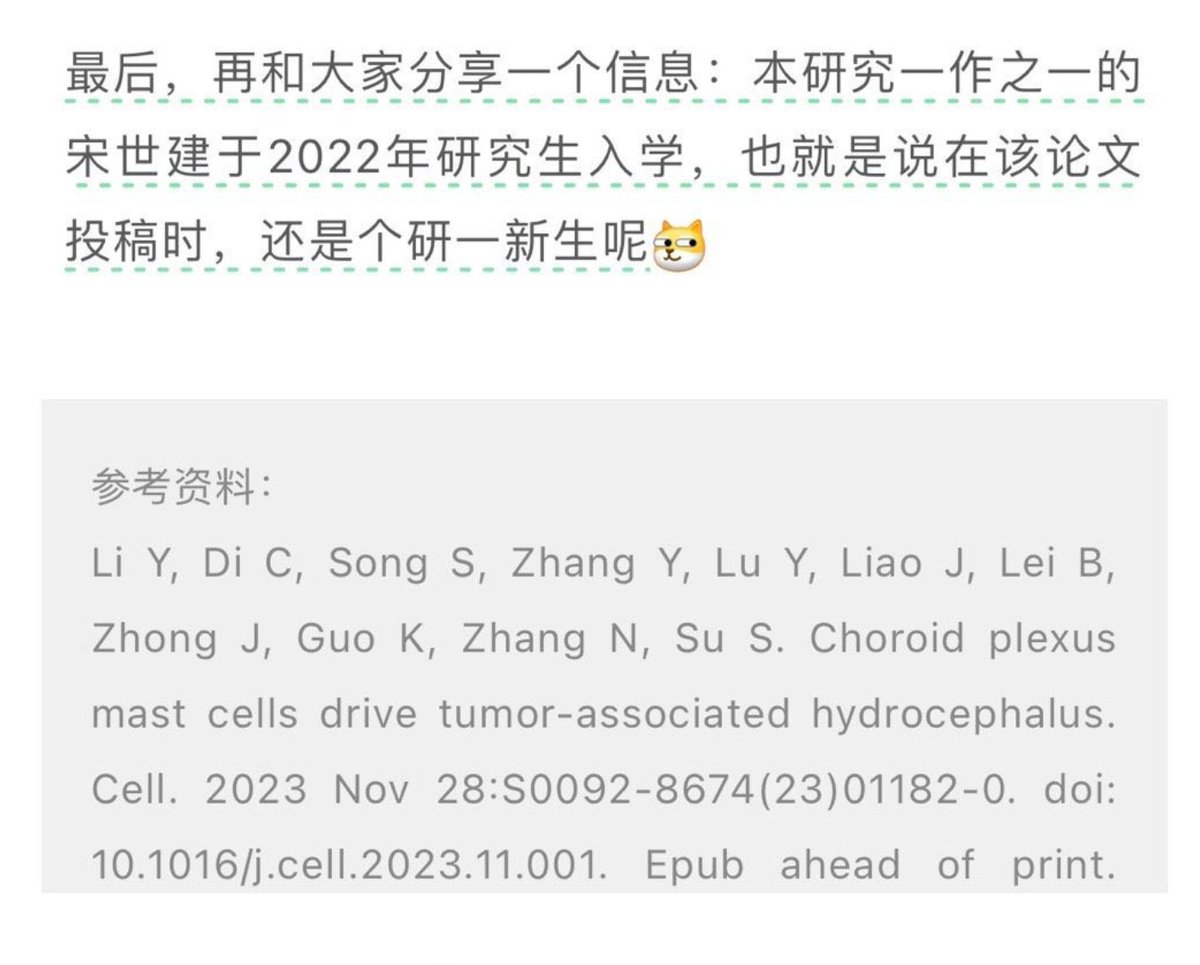 最后，再和大家分享一个信息：本研究一作之一的
宋世建于2022年研究生入学，也就是说在该论文
投稿时，还是个研一新生呢
参考资料：
Li Y, Di C, Song S, Zhang Y, Lu Y, Liao J, Lei B,
Zhong J, Guo K, Zhang N, Su S. Choroid plexus
mast cells drive tumor-associated hydrocephalus.
Cell. 2023 Nov 28:S0092-8674(23)01182-0. doi:
10.1016/j.cell.2023.11.001. Epub ahead of print.